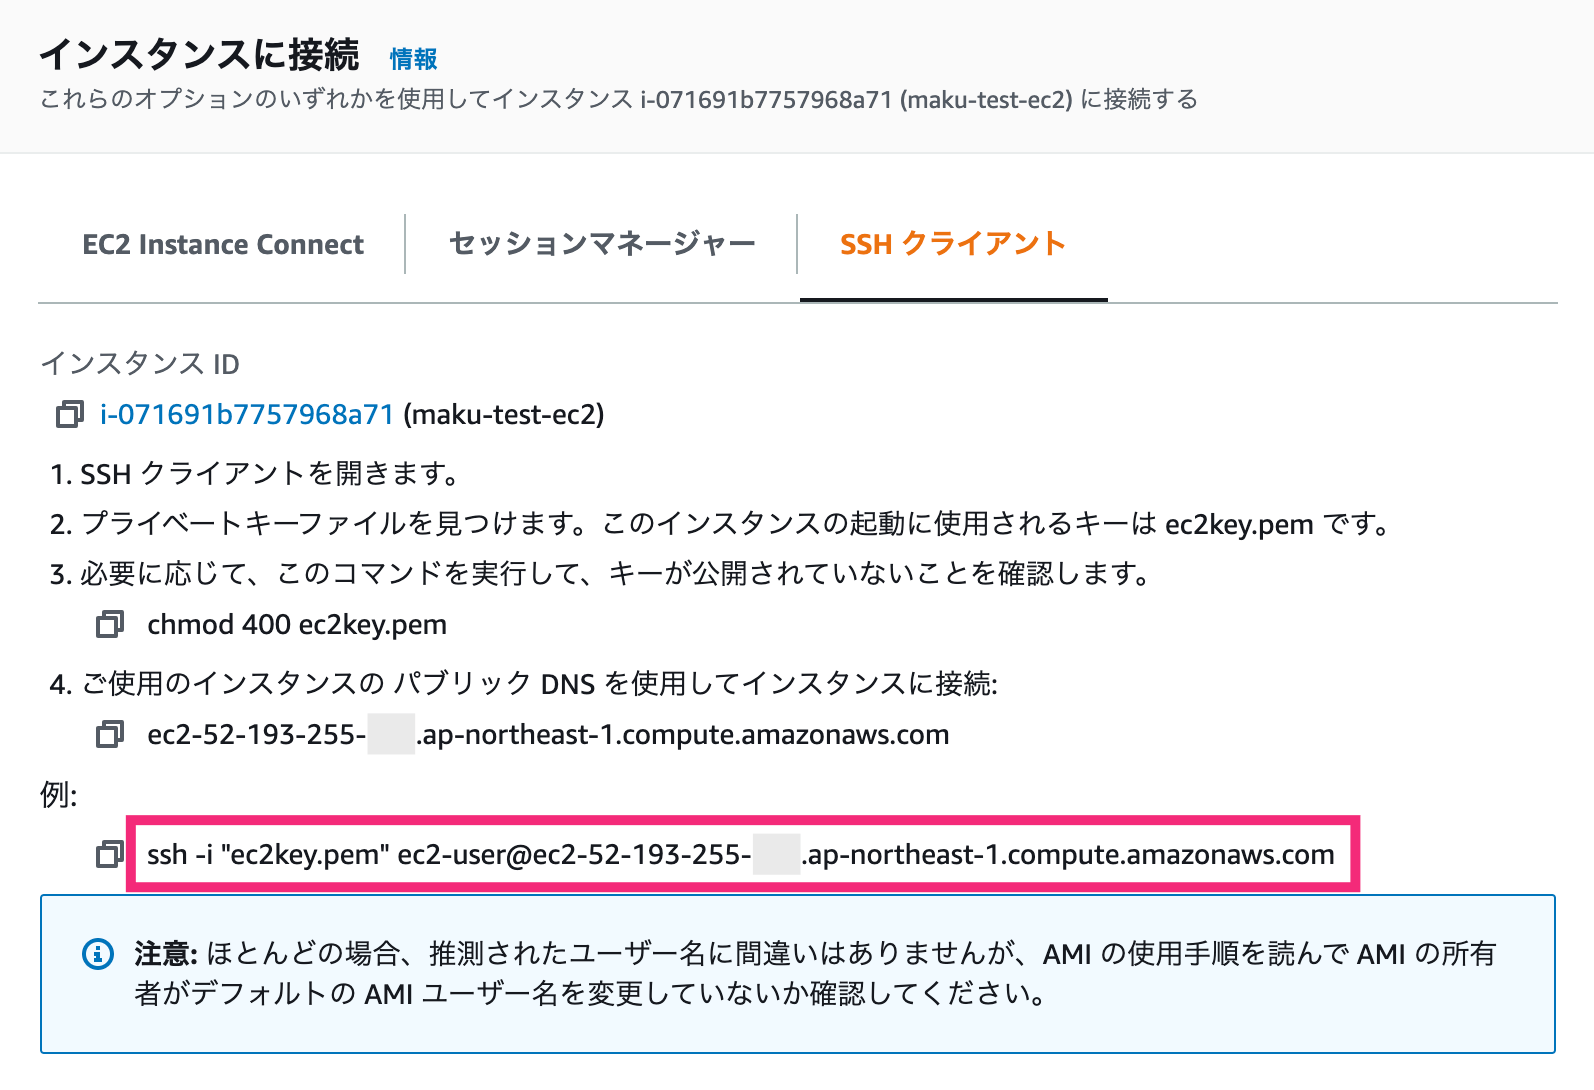 インスタンスに接続 情報
これらのオプションのいずれかを使用してインスタンス i-071691b7757968a71 (maku-test-ec2) に接続する
EC2 Instance Connect セッションマネージャー SSH クライアント
インスタンス ID
i-071691b7757968a71 (maku-test-ec2)
1. SSH クライアントを開きます。
2. プライベートキーファイルを見つけます。このインスタンスの起動に使用されるキーは ec2key.pem です。
3. 必要に応じて、このコマンドを実行して、キーが公開されていないことを確認します。
chmod 400 ec2key.pem
4. ご使用のインスタンスの パブリック DNS を使用してインスタンスに接続:
ec2-52-193-255- .ap-northeast-1.compute.amazonaws.com
例:
ssh -i "ec2key.pem" ec2-user@ec2-52-193-255- .ap-northeast-1.compute.amazonaws.com
注意: ほとんどの場合、推測されたユーザー名に間違いはありませんが、AMI の使用手順を読んで AMI の所有
者がデフォルトの AMI ユーザー名を変更していないか確認してください。